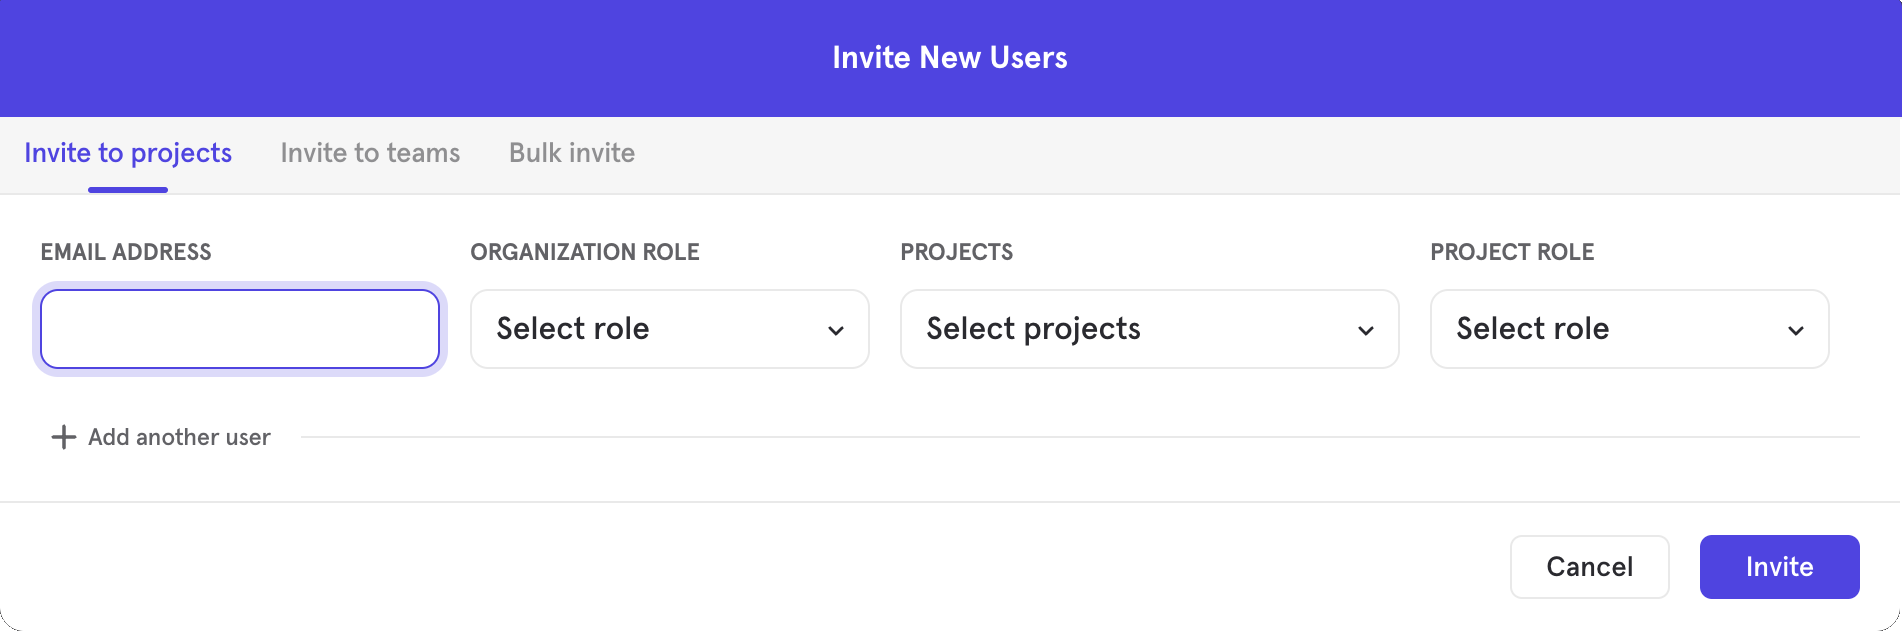 Invite New Users
Invite to projects Invite to teams Bulk invite
EMAIL ADDRESS ORGANIZATION ROLE PROJECTS PROJECT ROLE
Select role Select projects Select role
Add another user
Cancel Invite